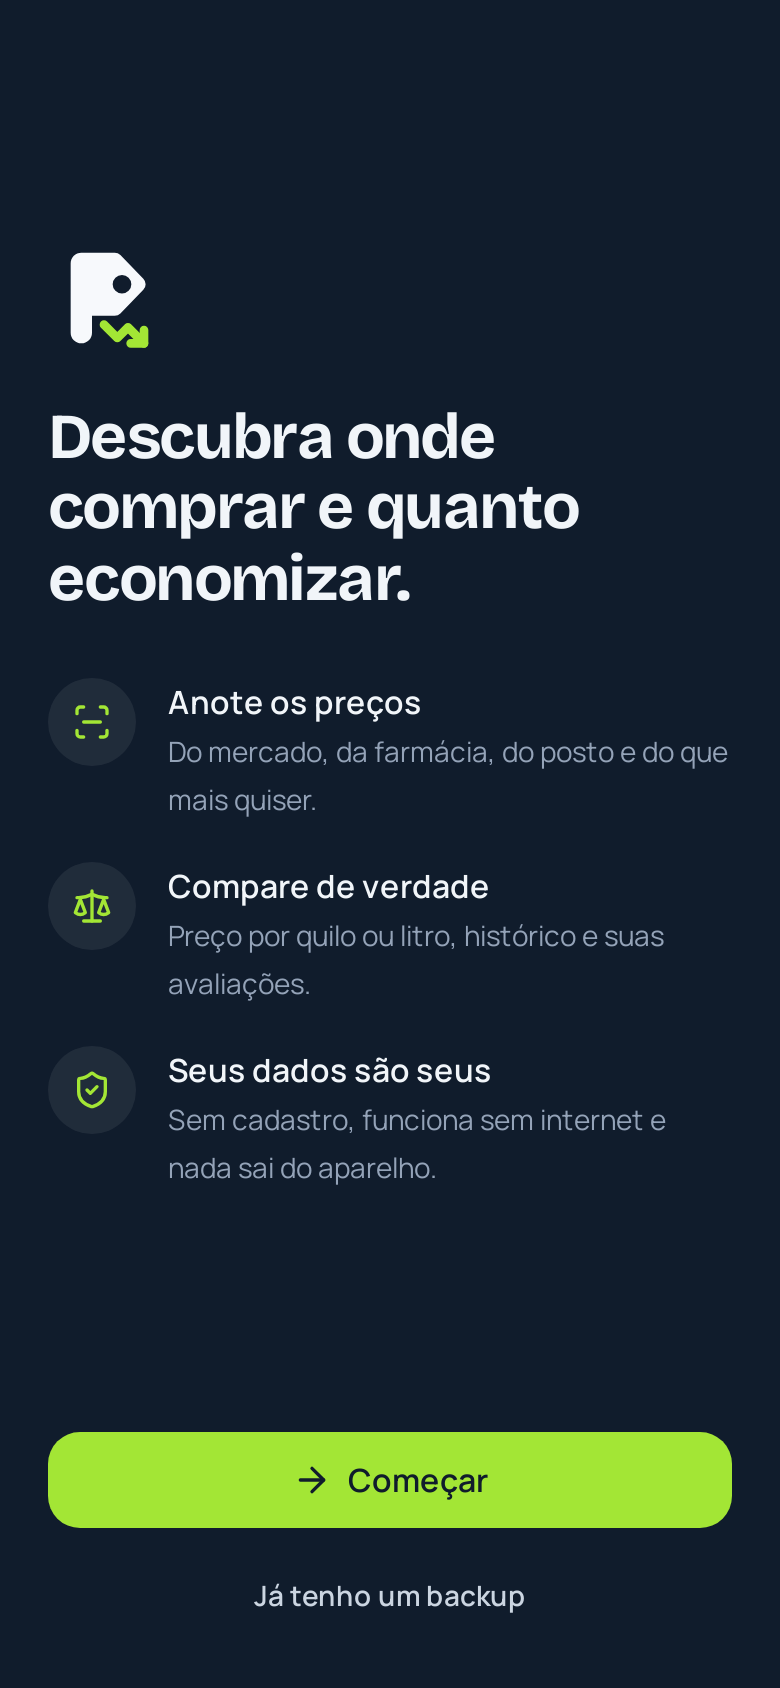 Descubra onde
comprar e quanto
economizar.
Anote os preços
Do mercado, da farmácia, do posto e do que
mais quiser.
Compare de verdade
Preço por quilo ou litro, histórico e suas
avaliações.
Seus dados são seus
Sem cadastro, funciona sem internet e
nada sai do aparelho.
Começar
Já tenho um backup